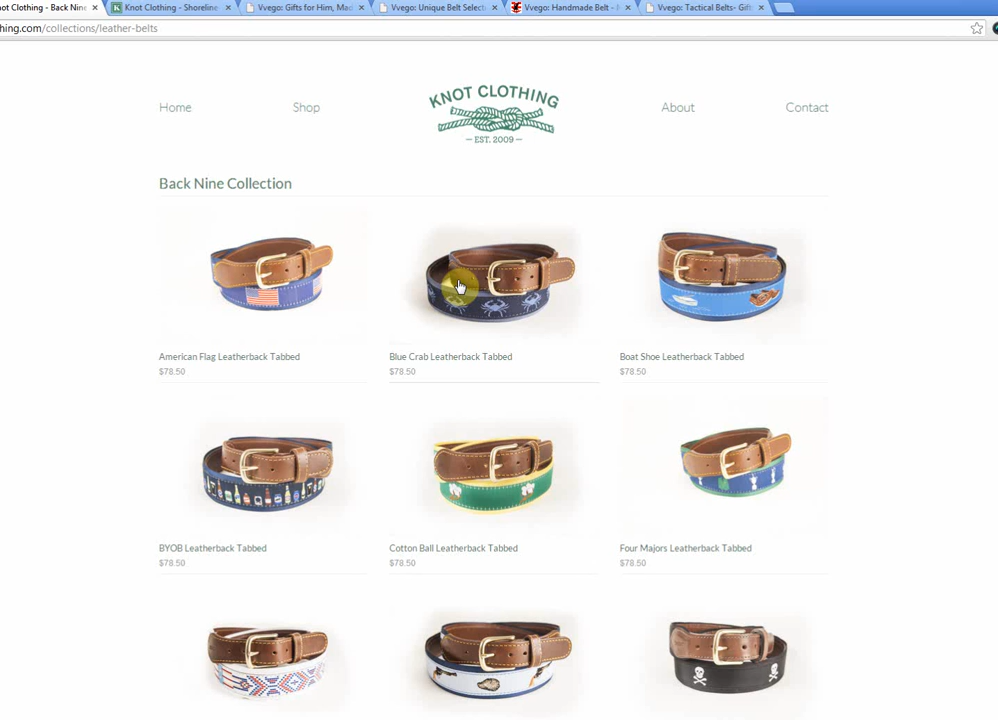 not Clothing - Back Nine
Knot Clothing - Shoreline
Vvego: Gifts for Him, Mad
Vvego: Unique Belt Select
Vvego: Handmade Belt -
Vvego: Tactical Belts- Gift
hing.com/collections/leather-belts
Home
Shop
KNOT CLOTHING
— EST. 2009 —
About
Contact
Back Nine Collection
American Flag Leatherback Tabbed
$78.50
Blue Crab Leatherback Tabbed
$78.50
Boat Shoe Leatherback Tabbed
$78.50
BYOB Leatherback Tabbed
$78.50
Cotton Ball Leatherback Tabbed
$78.50
Four Majors Leatherback Tabbed
$78.50